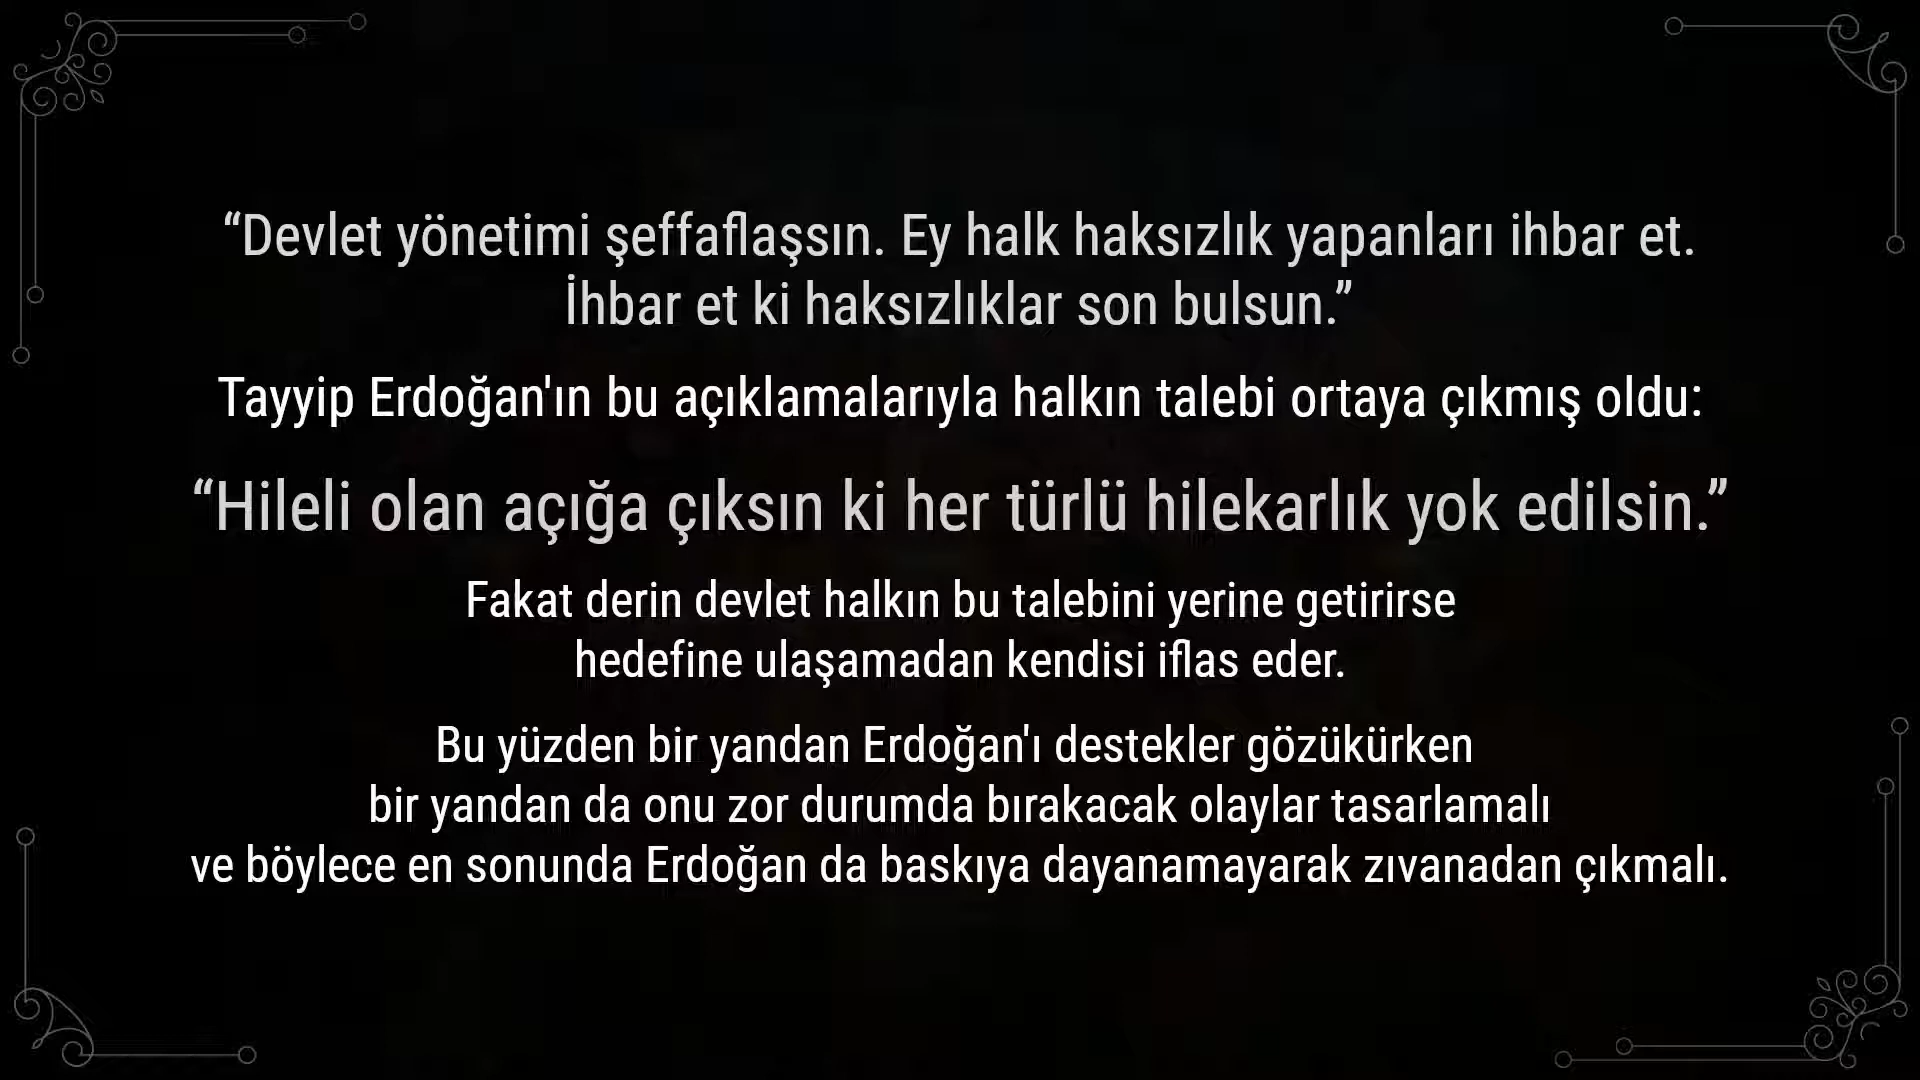 “Devlet yönetimi şeffaflaşsın. Ey halk haksızlık yapanları ihbar et.
İhbar et ki haksızlıklar son bulsun.”
Tayyip Erdoğan'ın bu açıklamalarıyla halkın talebi ortaya çıkmış oldu:
“Hileli olan açığa çıksın ki her türlü hilekarlık yok edilsin.”
Fakat derin devlet halkın bu talebini yerine getirirse
hedefine ulaşamadan kendisi iflas eder.
Bu yüzden bir yandan Erdoğan'ı destekler gözükürken
bir yandan da onu zor durumda bırakacak olaylar tasarlamalı
ve böylece en sonunda Erdoğan da baskıya dayanamayarak zıvanadan çıkmalı.